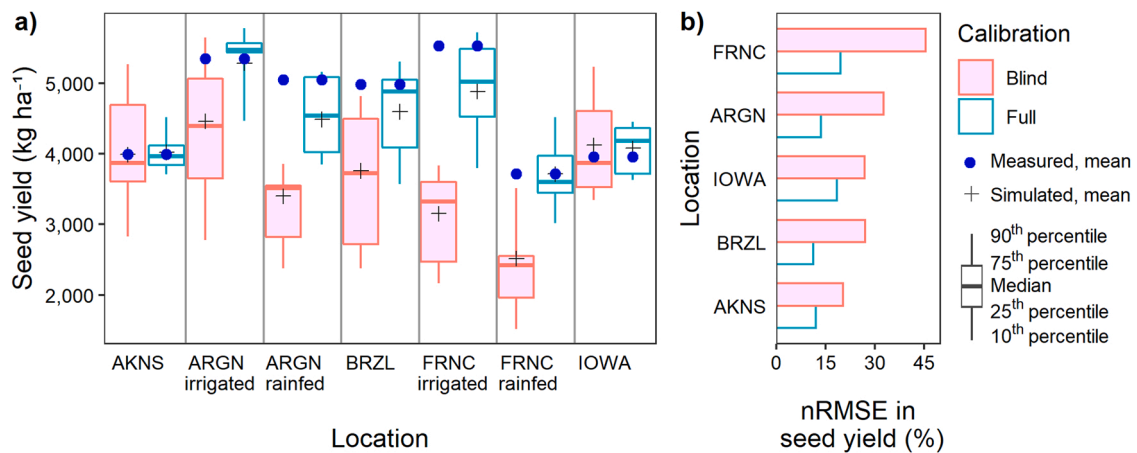 a)
Seed yield (kg ha⁻¹)
5,000
4,000
3,000
2,000
AKNS
ARGN
irrigated
ARGN
rainfed
BRZL
FRNC
irrigated
FRNC
rainfed
IOWA
Location
b)
Location
FRNC
ARGN
IOWA
BRZL
AKNS
0 15 30 45
nRMSE in
seed yield (%)
Calibration
Blind
Full
Measured, mean
Simulated, mean
90th percentile
75th percentile
Median
25th percentile
10th percentile